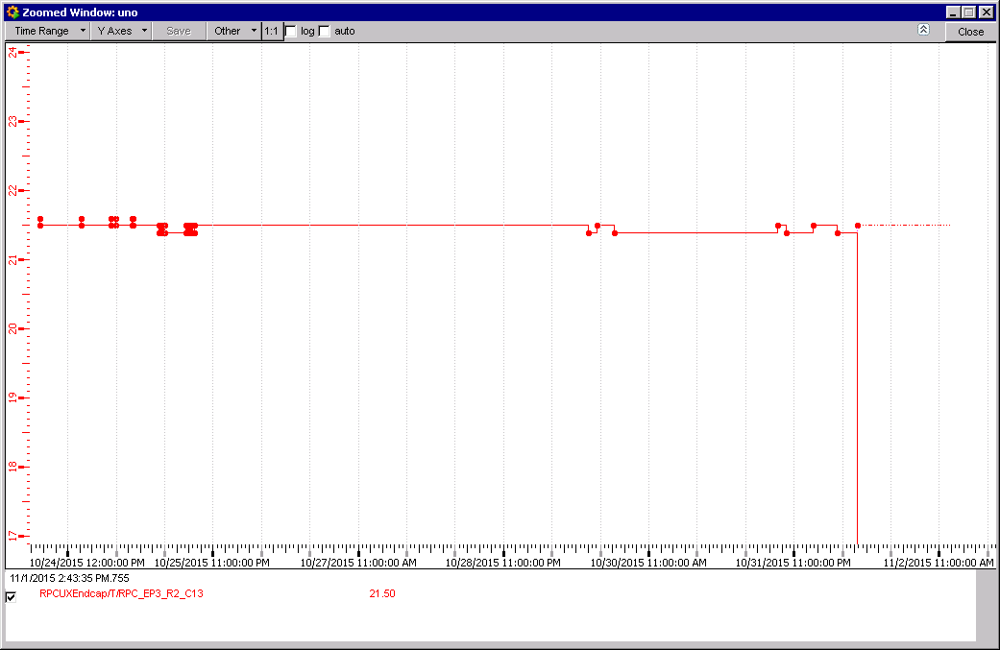 Zoomed Window: uno
Time Range Y Axes Save Other 1:1 log auto Close
24
23
22
21
20
19
18
17
10/24/2015 12:00:00 PM 10/25/2015 11:00:00 PM 10/27/2015 11:00:00 AM 10/28/2015 11:00:00 PM 10/30/2015 11:00:00 AM 10/31/2015 11:00:00 PM 11/2/2015 11:00:00 AM
11/1/2015 2:43:35 PM.755
RPCUXEndcap/T/RPC_EP3_R2_C13 21.50